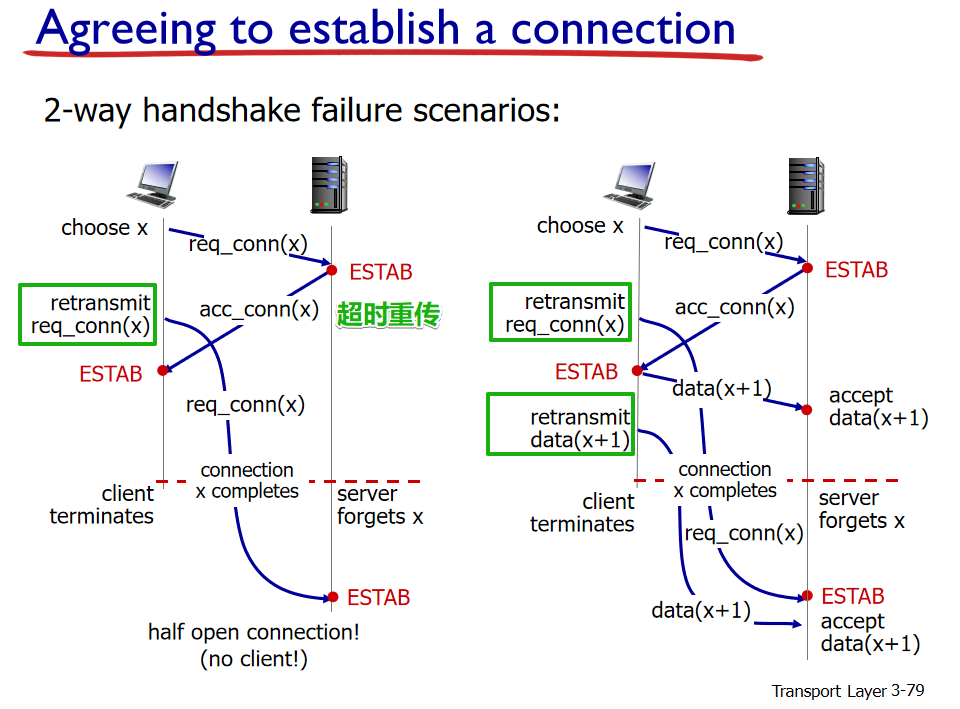 Agreeing to establish a connection
2-way handshake failure scenarios:
choose x
req_conn(x)
ESTAB
retransmit
req_conn(x)
acc_conn(x)
超时重传
ESTAB
req_conn(x)
connection
x completes
client
terminates
server
forgets x
ESTAB
half open connection!
(no client!)
choose x
req_conn(x)
ESTAB
retransmit
req_conn(x)
acc_conn(x)
ESTAB
data(x+1)
accept
data(x+1)
retransmit
data(x+1)
connection
x completes
client
terminates
server
forgets x
req_conn(x)
ESTAB
data(x+1)
accept
data(x+1)
Transport Layer 3-79